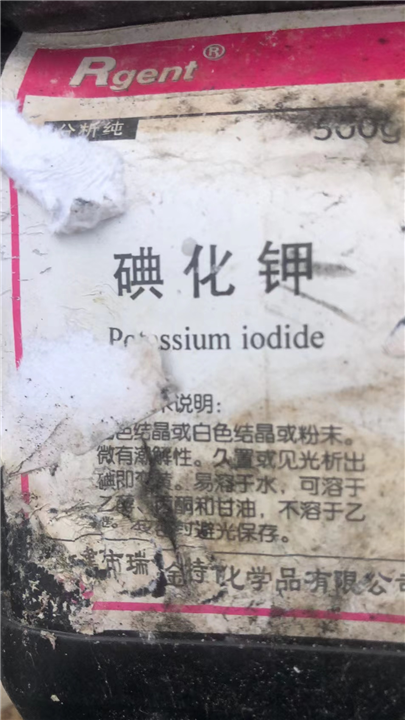 Rgent®
分析纯
500g
碘化钾
Potassium iodide
说明:
色结晶或白色结晶或粉末。
微有潮解性。久置或见光析出
碘即变黄。易溶于水，可溶于
乙醇、丙酮和甘油，不溶于乙
封避光保存。
市瑞金特化学品有限公司